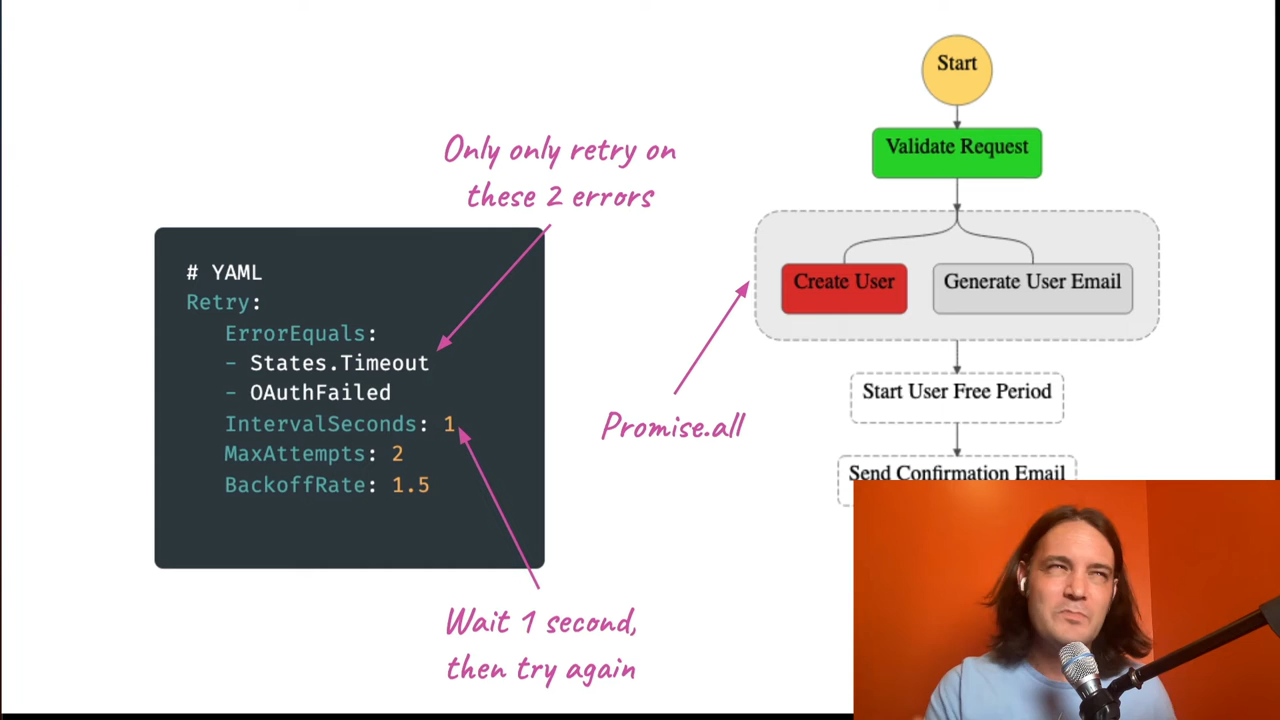 Only only retry on
these 2 errors
# YAML
Retry:
ErrorEquals:
- States.Timeout
- OAuthFailed
IntervalSeconds: 1
MaxAttempts: 2
BackoffRate: 1.5
Wait 1 second,
then try again
Promise.all
Start
Validate Request
Create User
Generate User Email
Start User Free Period
Send Confirmation Email